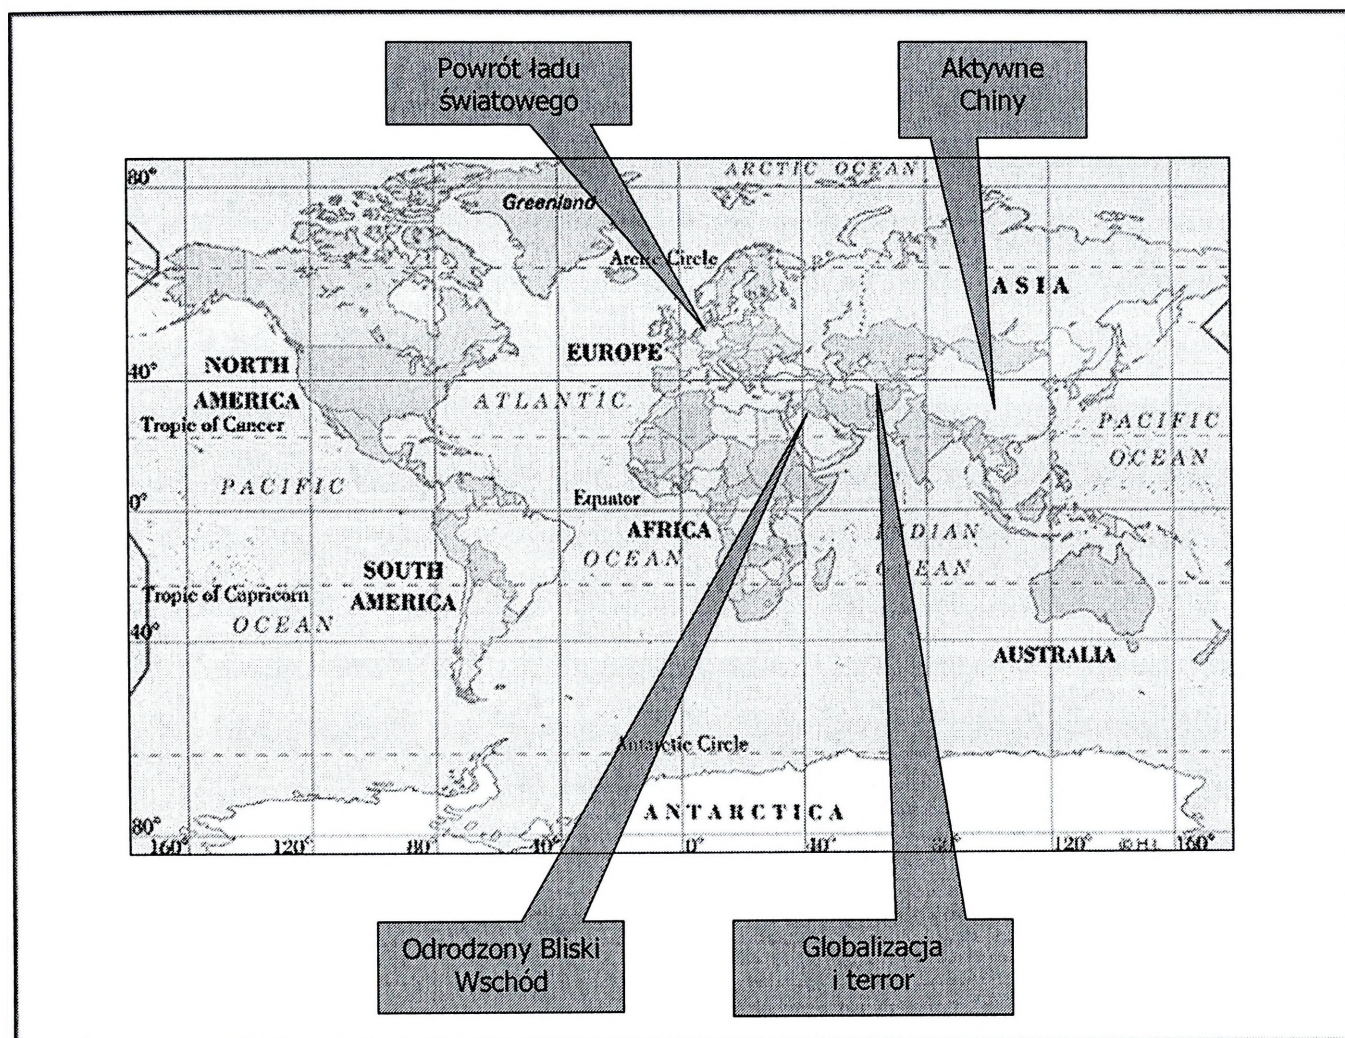 Powrót ładu
światowego
Aktywne
Chiny
80°
ARCTIC OCEAN
Greenland
Arctic Circle
ASIA
NORTH
AMERICA
EUROPE
40°
ATLANTIC
Tropic of Cancer
PACIFIC
OCEAN
PACIFIC
Equator
0°
AFRICA
OCEAN
INDIAN
OCEAN
SOUTH
AMERICA
Tropic of Capricorn
OCEAN
40°
AUSTRALIA
Antarctic Circle
ANTARCTICA
80°
160° 120° 80° 40° 0° 40° 80° 120° 160°
Odrodzony Bliski
Wschód
Globalizacja
i terror